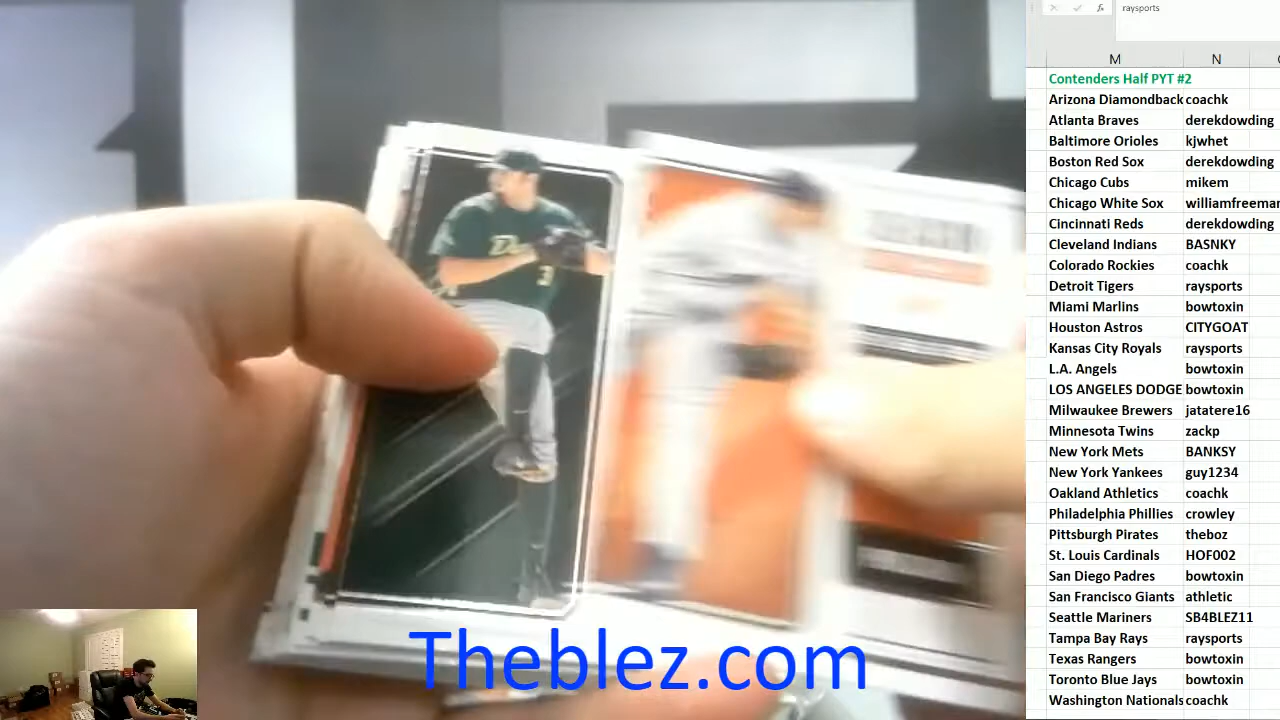 raysports
M N
Contenders Half PYT #2
Arizona Diamondback coachk
Atlanta Braves derekdowding
Baltimore Orioles kjwhet
Boston Red Sox derekdowding
Chicago Cubs mikem
Chicago White Sox williamfreeman
Cincinnati Reds derekdowding
Cleveland Indians BASNKY
Colorado Rockies coachk
Detroit Tigers raysports
Miami Marlins bowtoxin
Houston Astros CITYGOAT
Kansas City Royals raysports
L.A. Angels bowtoxin
LOS ANGELES DODGE bowtoxin
Milwaukee Brewers jatatere16
Minnesota Twins zackp
New York Mets BANKSY
New York Yankees guy1234
Oakland Athletics coachk
Philadelphia Phillies crowley
Pittsburgh Pirates theboz
St. Louis Cardinals HOF002
San Diego Padres bowtoxin
San Francisco Giants athletic
Seattle Mariners SB4BLEZ11
Tampa Bay Rays raysports
Texas Rangers bowtoxin
Toronto Blue Jays bowtoxin
Washington Nationals coachk
Theblez.com